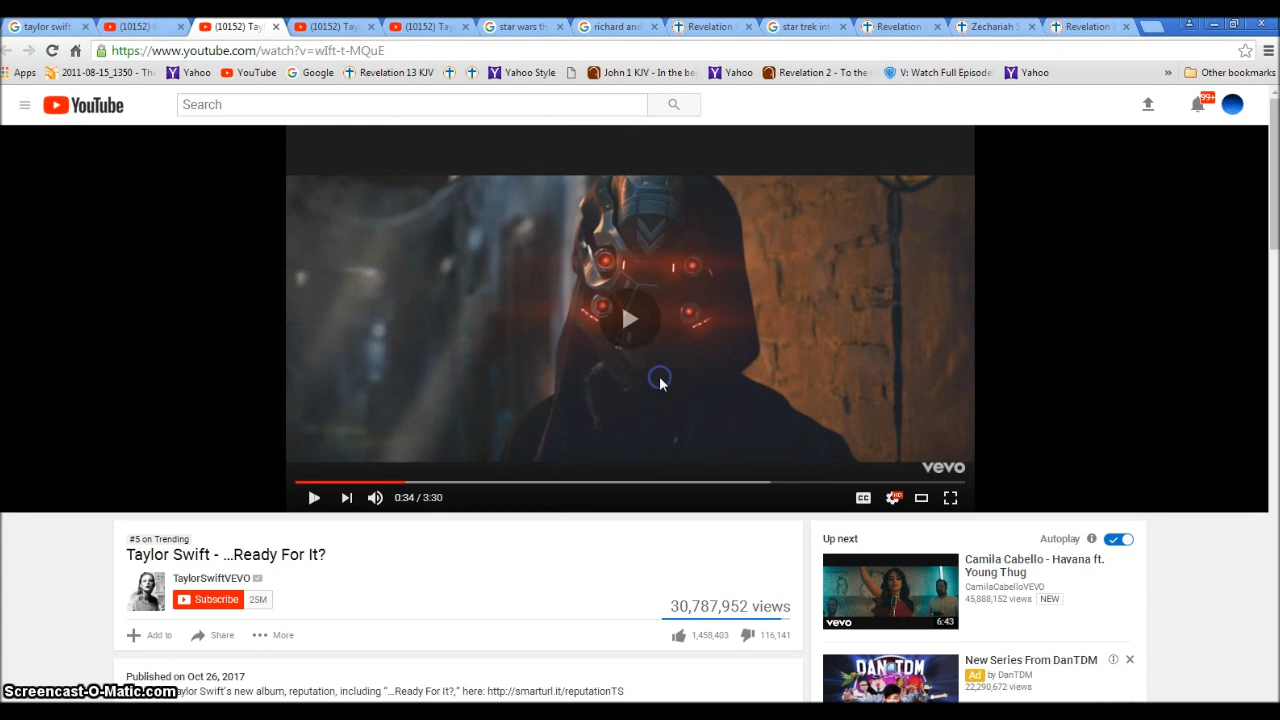 taylor swift
(10152) S
(10152) Tay
(10152) Tay
(10152) Tay
star wars th
richard and
Revelation
star trek int
Revelation
Zechariah
Revelation
https://www.youtube.com/watch?v=wIft-t-MQuE
Apps
2011-08-15_1359
Yahoo
YouTube
Google
Revelation 13 KJV
Yahoo Style
John 1 KJV - In the be
Yahoo
Revelation 2 - To the
V: Watch Full Episode
Yahoo
»
Other bookmarks
YouTube
Search
99+
vevo
0:34 / 3:30
CC
HD
#5 on Trending
Taylor Swift - ...Ready For It?
TaylorSwiftVEVO
Subscribe 25M
30,787,952 views
Add to Share More
1,458,403 116,141
Published on Oct 26, 2017
Taylor Swift's new album, reputation, including "...Ready For It?," here: http://smarturl.it/reputationTS
Up next
Autoplay
Camila Cabello - Havana ft.
Young Thug
CamilaCabelloVEVO
45,888,152 views NEW
vevo
6:43
New Series From DanTDM
Ad by DanTDM
22,290,672 views
DANTDM
Screencast-O-Matic.com